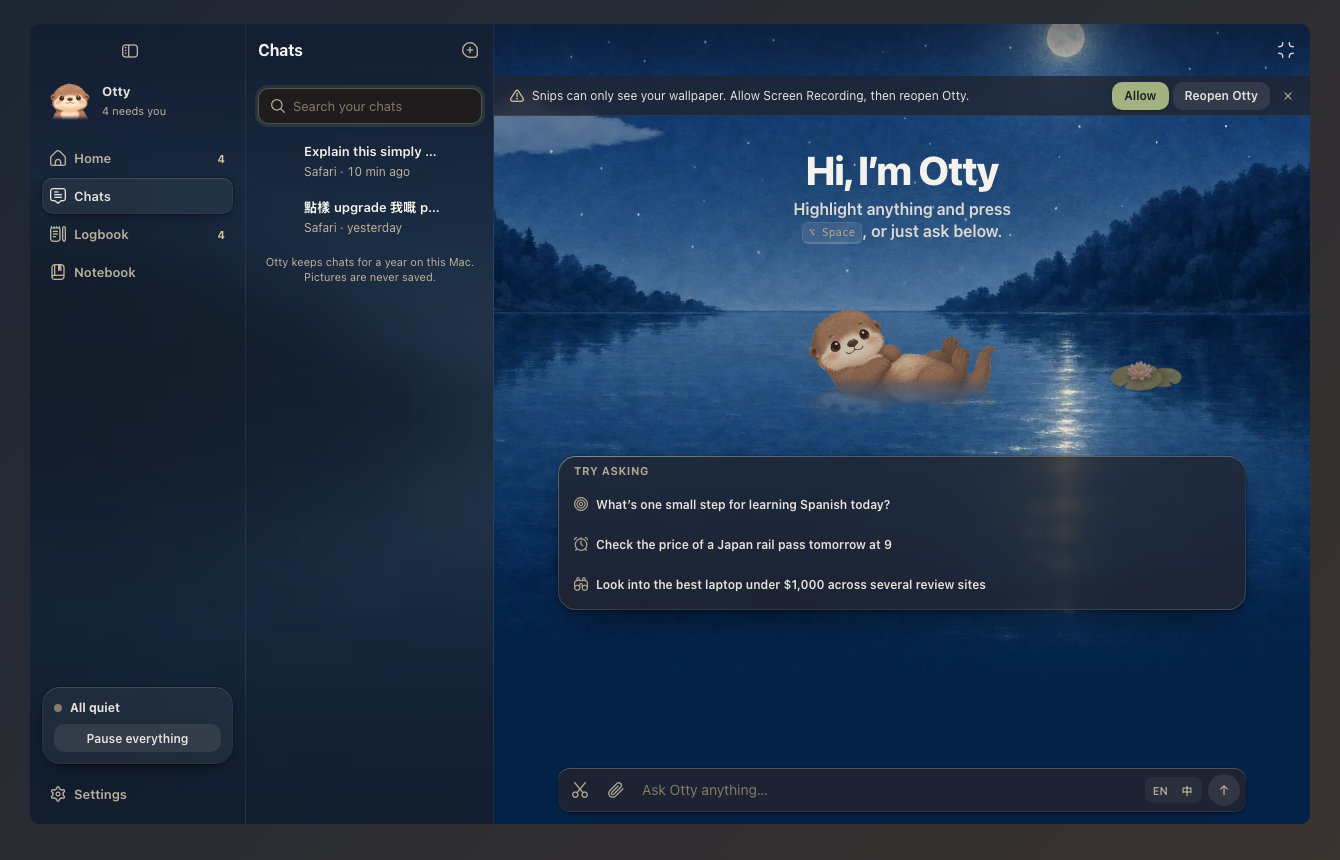 Otty
4 needs you
Home 4
Chats
Logbook 4
Notebook
All quiet
Pause everything
Settings
Chats
Search your chats
Explain this simply ...
Safari · 10 min ago
點樣 upgrade 我嘅 p...
Safari · yesterday
Otty keeps chats for a year on this Mac.
Pictures are never saved.
Snips can only see your wallpaper. Allow Screen Recording, then reopen Otty.
Allow
Reopen Otty
Hi, I’m Otty
Highlight anything and press
⌥ Space, or just ask below.
TRY ASKING
What’s one small step for learning Spanish today?
Check the price of a Japan rail pass tomorrow at 9
Look into the best laptop under $1,000 across several review sites
Ask Otty anything...
EN 中